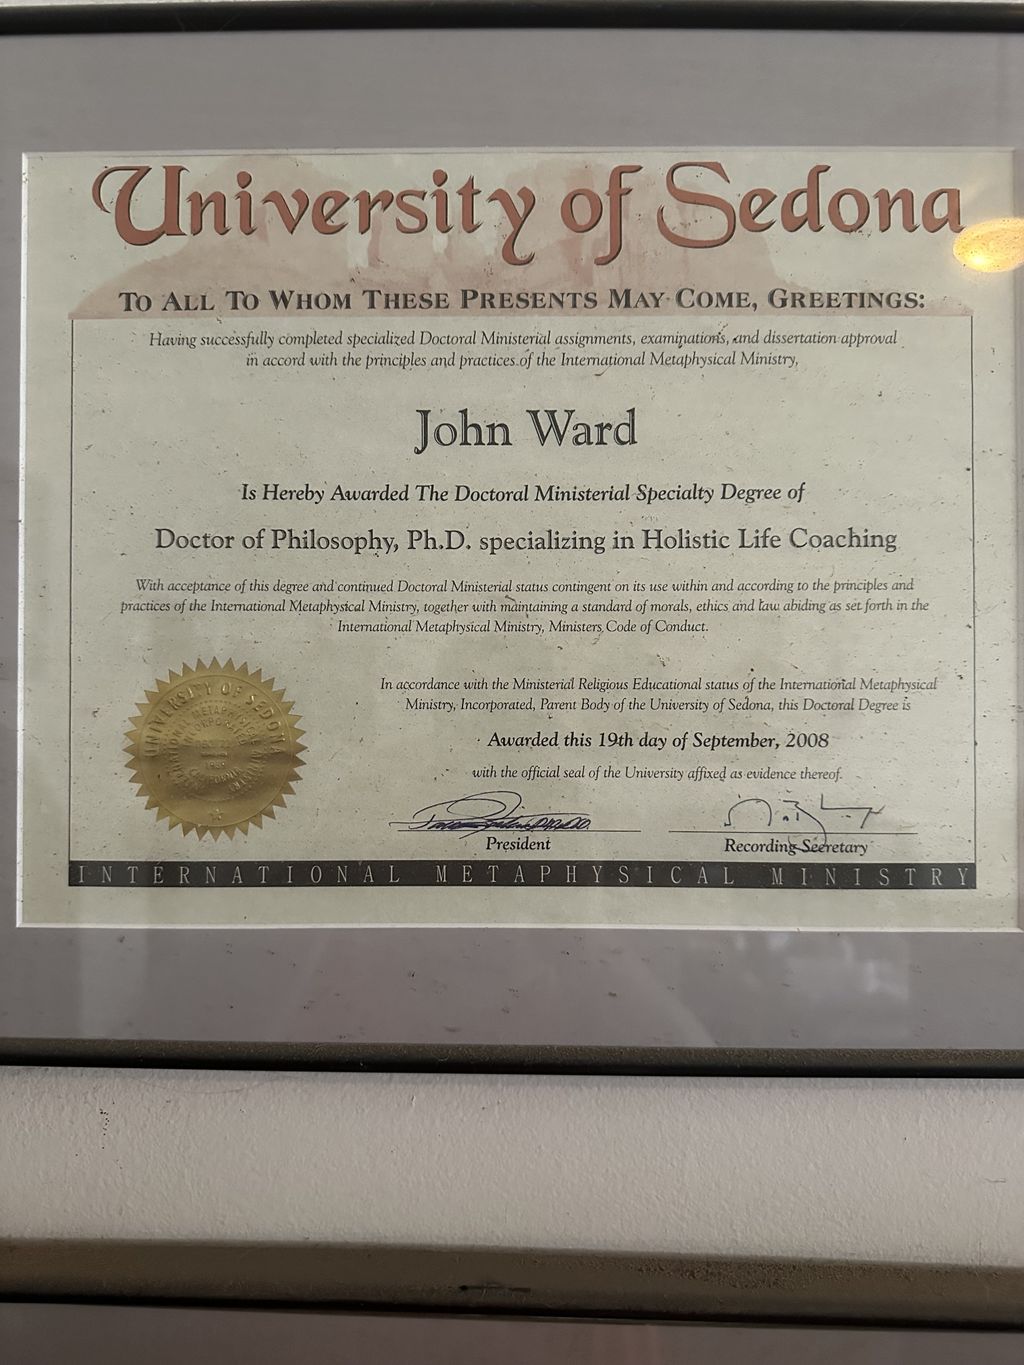 University of Sedona
TO ALL TO WHOM THESE PRESENTS MAY COME, GREETINGS:
Having successfully completed specialized Doctoral Ministerial assignments, examinations, and dissertation approval
in accord with the principles and practices of the International Metaphysical Ministry,
John Ward
Is Hereby Awarded The Doctoral Ministerial Specialty Degree of
Doctor of Philosophy, Ph.D. specializing in Holistic Life Coaching
With acceptance of this degree and continued Doctoral Ministerial status contingent on its use within and according to the principles and
practices of the International Metaphysical Ministry, together with maintaining a standard of morals, ethics and law abiding as set forth in the
International Metaphysical Ministry, Ministers Code of Conduct.
In accordance with the Ministerial Religious Educational status of the International Metaphysical
Ministry, Incorporated, Parent Body of the University of Sedona, this Doctoral Degree is
Awarded this 19th day of September, 2008
with the official seal of the University affixed as evidence thereof.
UNIVERSITY OF SEDONA
President
Recording Secretary
INTERNATIONAL METAPHYSICAL MINISTRY